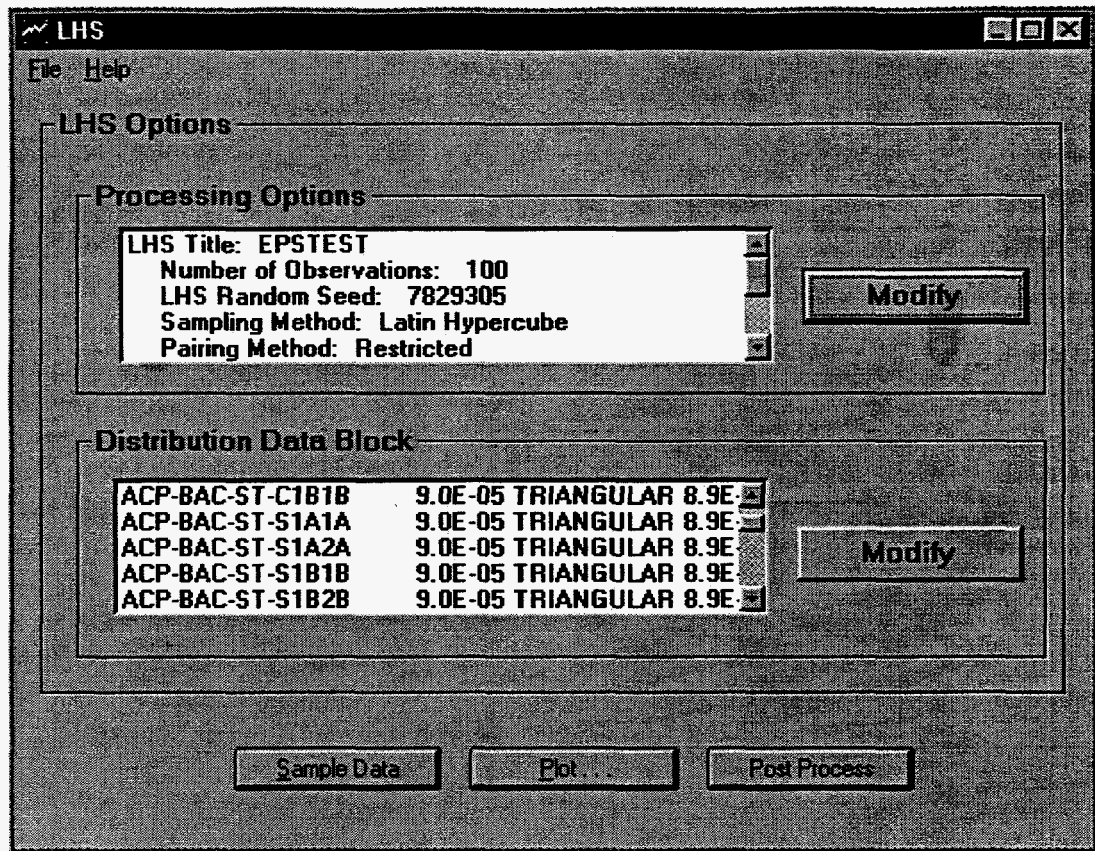 LHS
File Help
LHS Options
Processing Options
LHS Title: EPSTEST
Number of Observations: 100
LHS Random Seed: 7829305
Sampling Method: Latin Hypercube
Pairing Method: Restricted
Modify
Distribution Data Block
ACP-BAC-ST-C1B1B 9.0E-05 TRIANGULAR 8.9E-
ACP-BAC-ST-S1A1A 9.0E-05 TRIANGULAR 8.9E-
ACP-BAC-ST-S1A2A 9.0E-05 TRIANGULAR 8.9E-
ACP-BAC-ST-S1B1B 9.0E-05 TRIANGULAR 8.9E-
ACP-BAC-ST-S1B2B 9.0E-05 TRIANGULAR 8.9E-
Modify
Sample Data Plot . . . Post Process